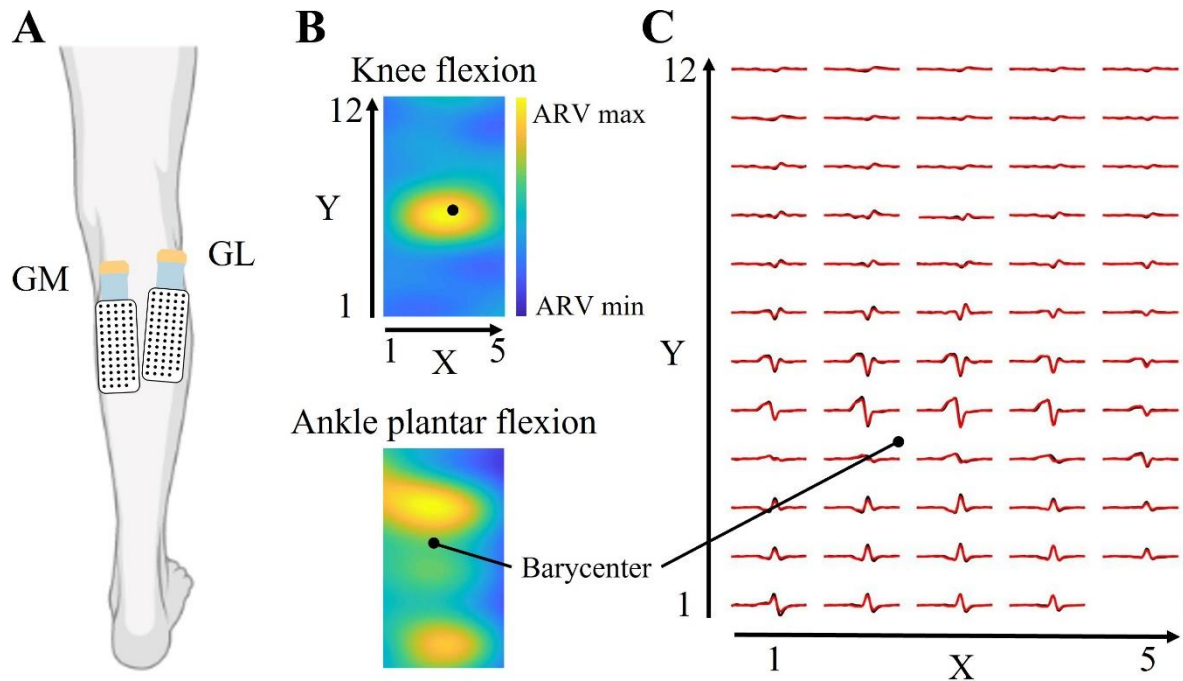 A
GM
GL
B
Knee flexion
12
Y
1
1
X
5
ARV max
ARV min
Ankle plantar flexion
Barycenter
C
12
Y
1
1
X
5